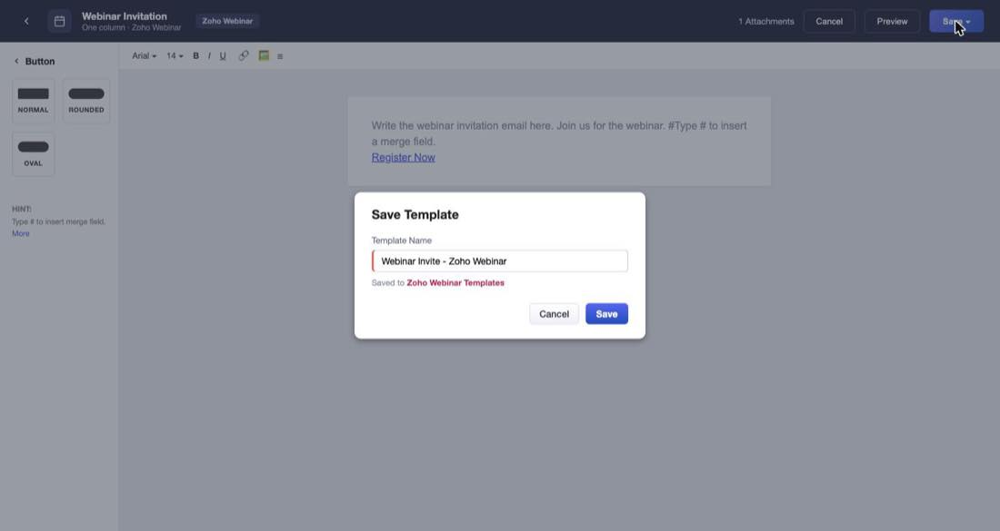 Webinar Invitation
One column · Zoho Webinar
Zoho Webinar
1 Attachments
Cancel
Preview
Save
Button
Arial
14
B
I
U
NORMAL
ROUNDED
OVAL
HINT:
Type # to insert merge field.
More
Write the webinar invitation email here. Join us for the webinar. #Type # to insert
a merge field.
Register Now
Save Template
Template Name
Webinar Invite - Zoho Webinar
Saved to Zoho Webinar Templates
Cancel
Save